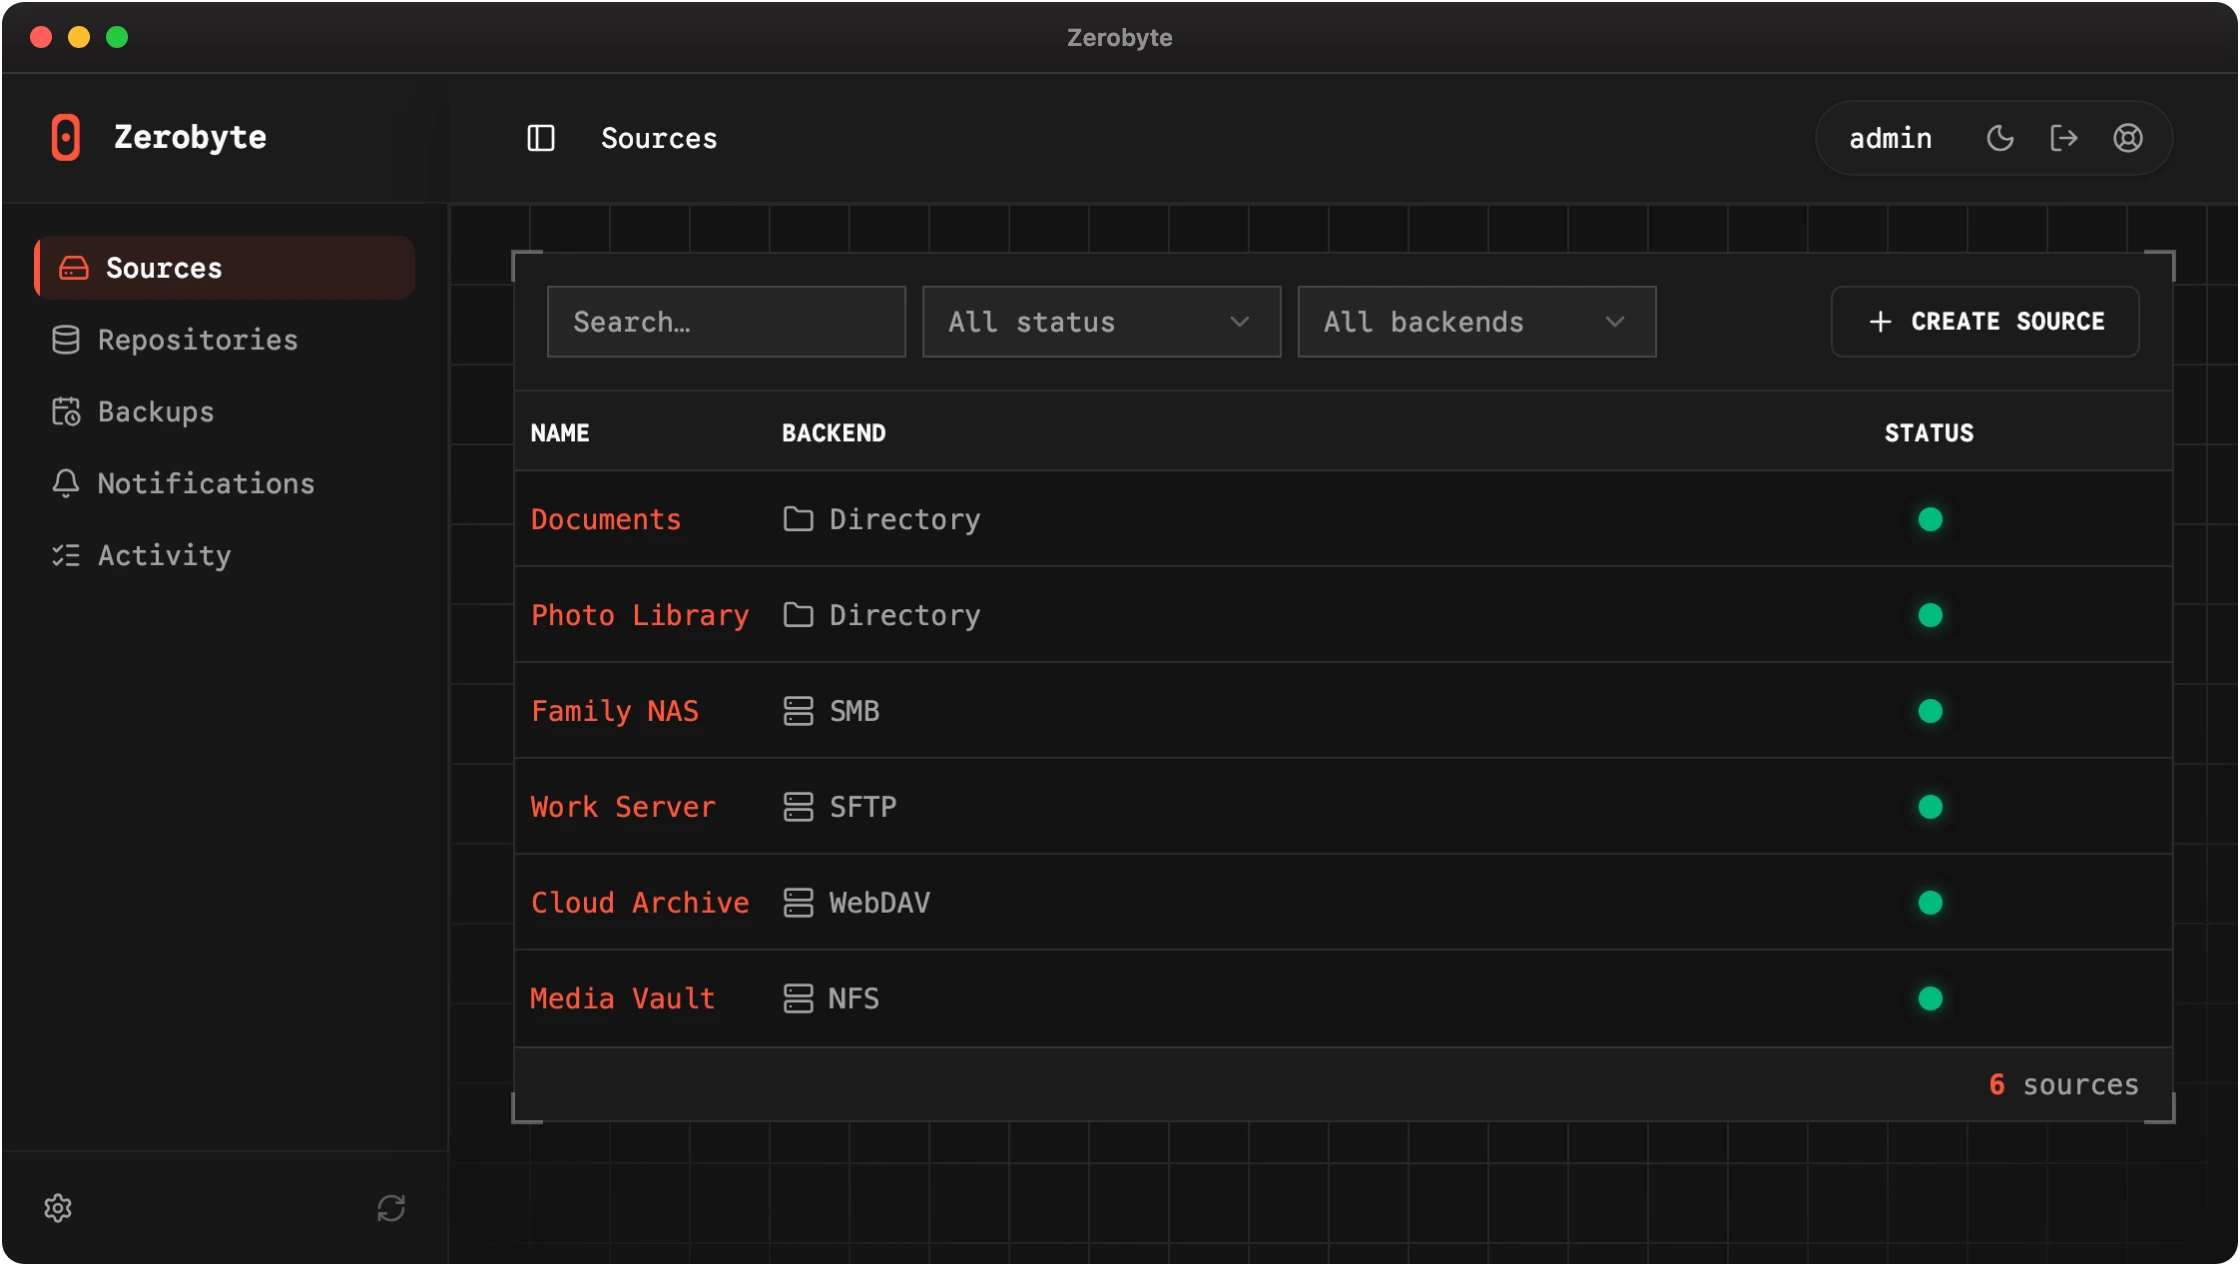 Zerobyte
Zerobyte
Sources
admin
Sources
Repositories
Backups
Notifications
Activity
Search…
All status
All backends
CREATE SOURCE
NAME BACKEND STATUS
Documents Directory
Photo Library Directory
Family NAS SMB
Work Server SFTP
Cloud Archive WebDAV
Media Vault NFS
6 sources